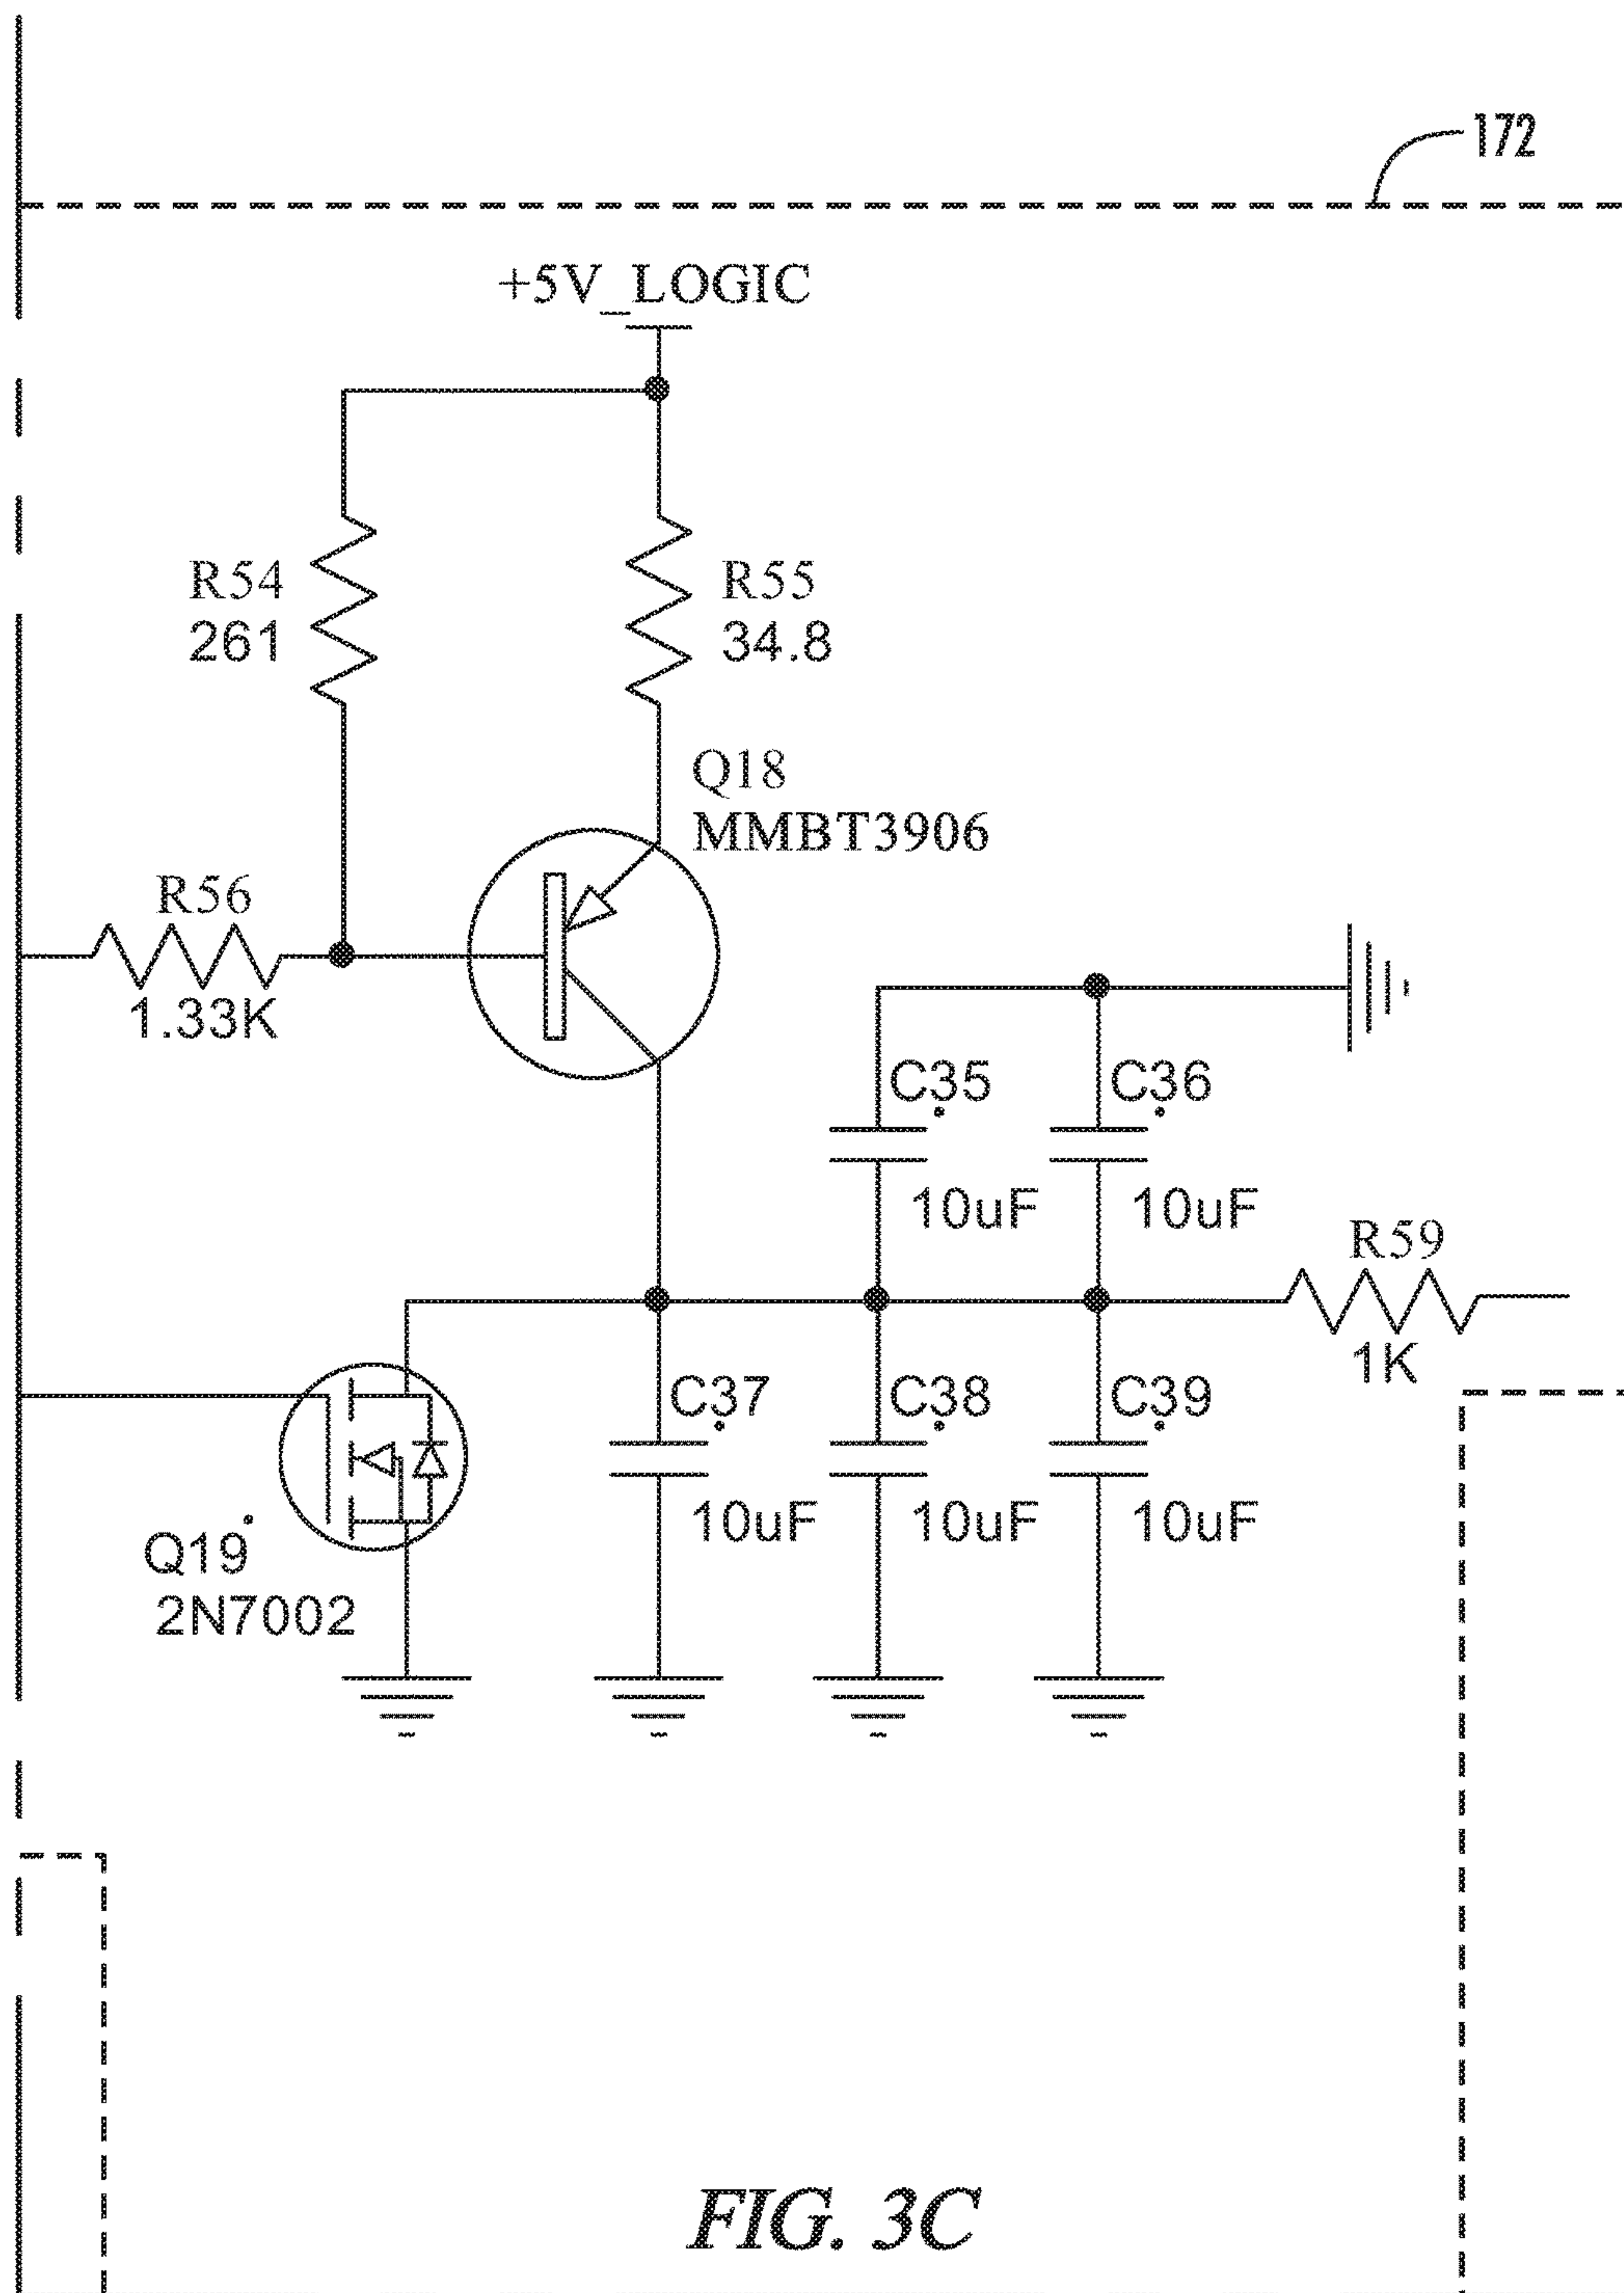 172
+5V_LOGIC
R54
261
R55
34.8
Q18
MMBT3906
R56
1.33K
C35
10uF
C36
10uF
R59
1K
C37
10uF
C38
10uF
C39
10uF
Q19
2N7002
FIG. 3C